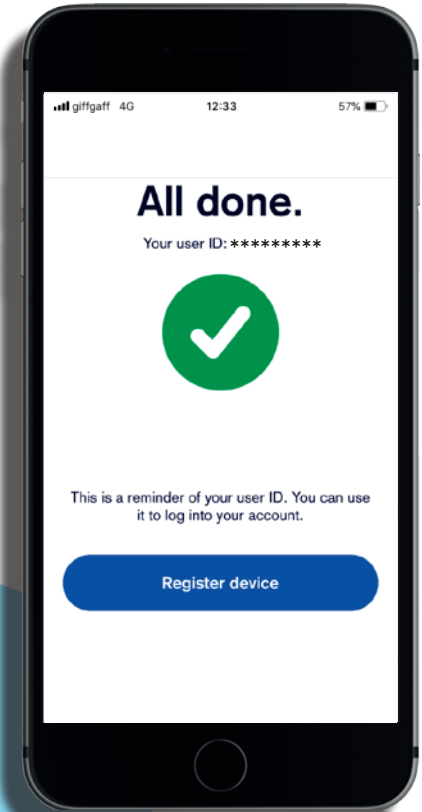 giffgaff 4G 12:33 57%
All done.
Your user ID: *********
This is a reminder of your user ID. You can use
it to log into your account.
Register device